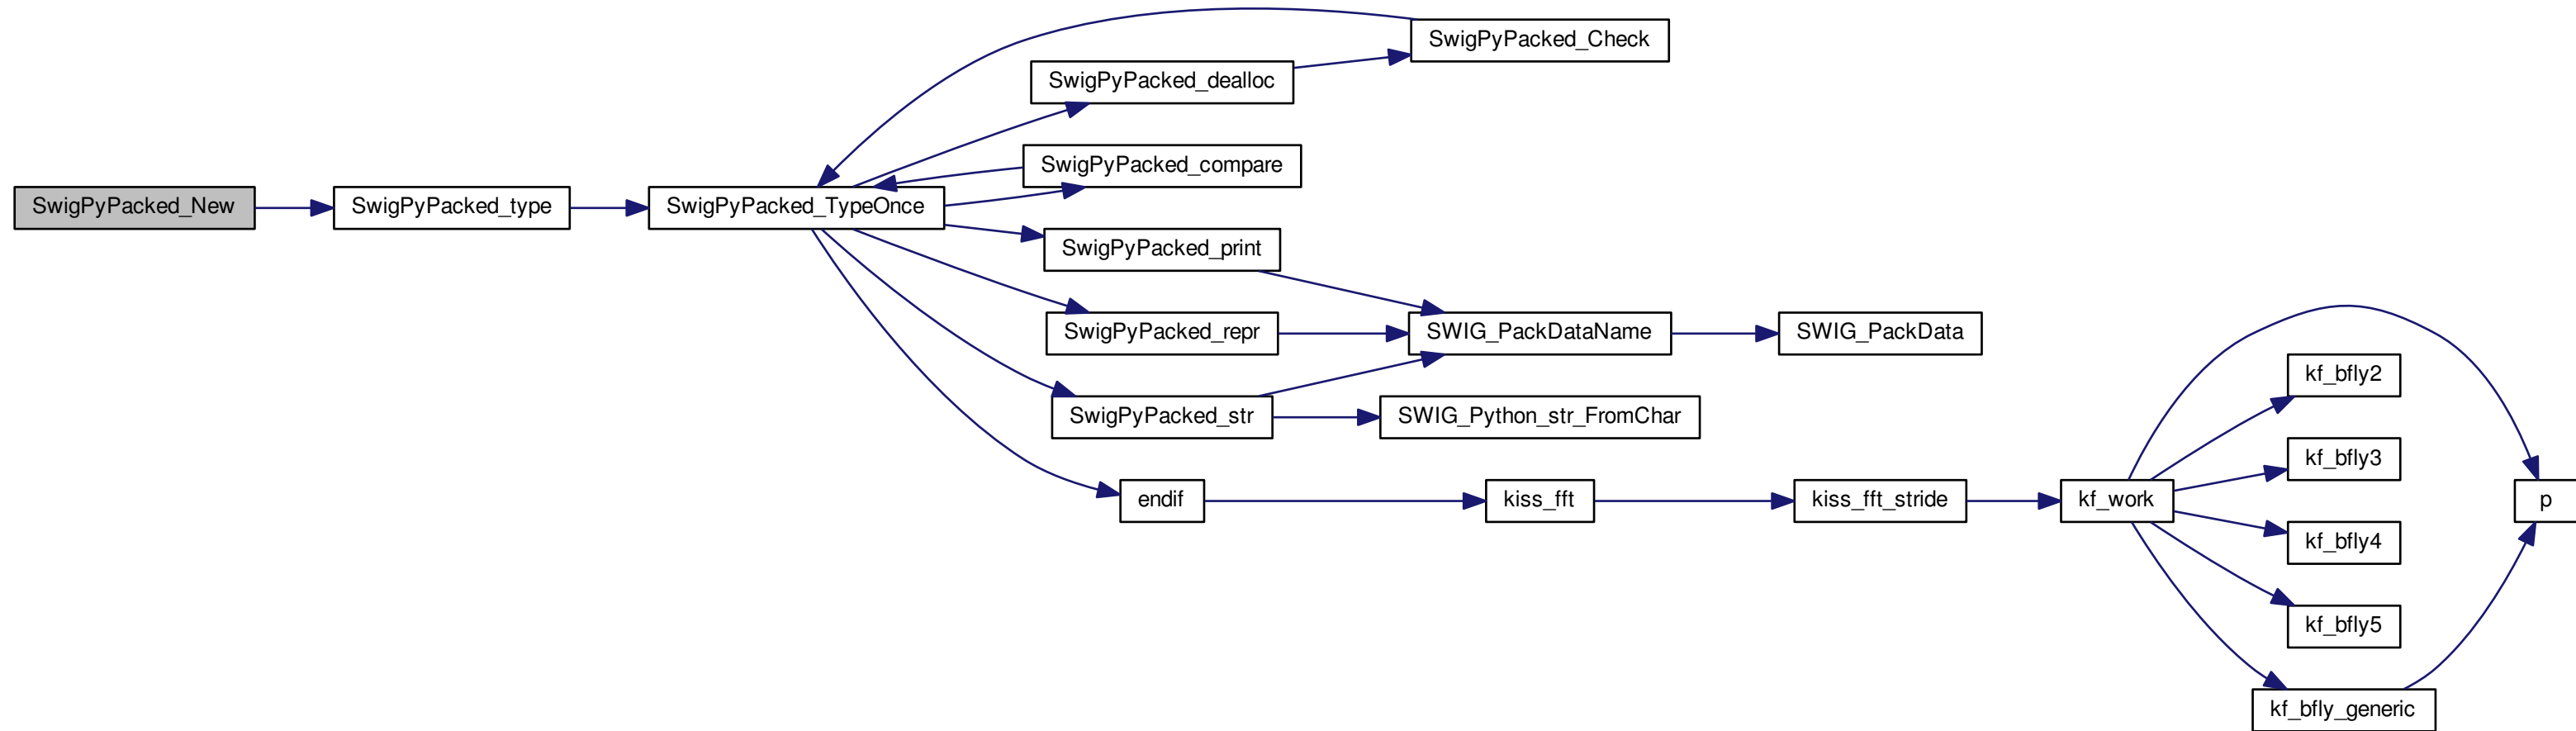 SwigPyPacked_Check
SwigPyPacked_dealloc
SwigPyPacked_compare
SwigPyPacked_New
SwigPyPacked_type
SwigPyPacked_TypeOnce
SwigPyPacked_print
SwigPyPacked_repr
SWIG_PackDataName
SWIG_PackData
kf_bfly2
SwigPyPacked_str
SWIG_Python_str_FromChar
kf_bfly3
endif
kiss_fft
kiss_fft_stride
kf_work
p
kf_bfly4
kf_bfly5
kf_bfly_generic